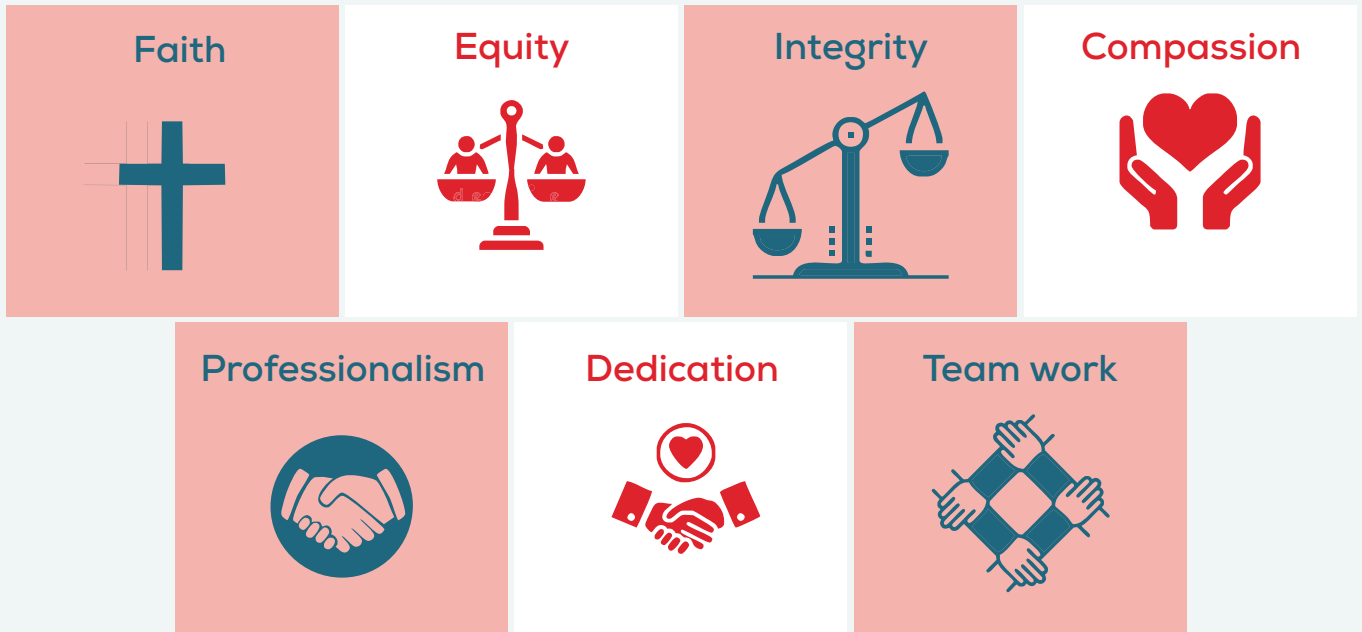 Faith
Equity
Integrity
Compassion
Professionalism
Dedication
Team work